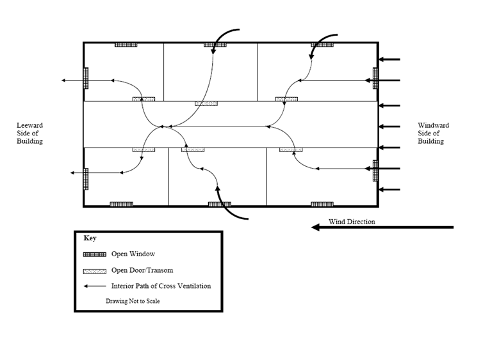 Leeward
Side of
Building
Windward
Side of
Building
Wind Direction
Key
Open Window
Open Door/Transom
Interior Path of Cross Ventilation
Drawing Not to Scale